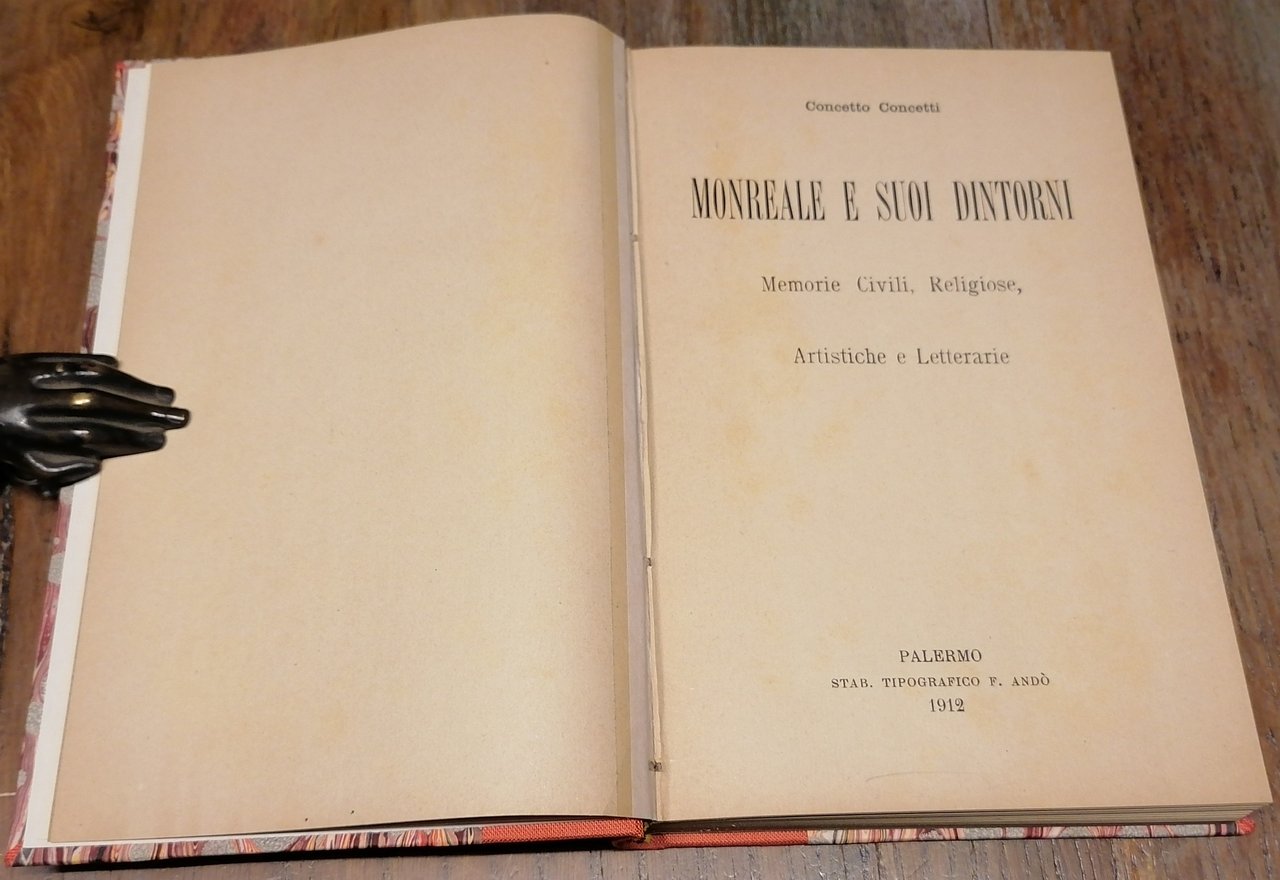 Concetto Concetti
MONREALE E SUOI DINTORNI
Memorie Civili, Religiose,
Artistiche e Letterarie
PALERMO
STAB. TIPOGRAFICO F. ANDÒ
1912